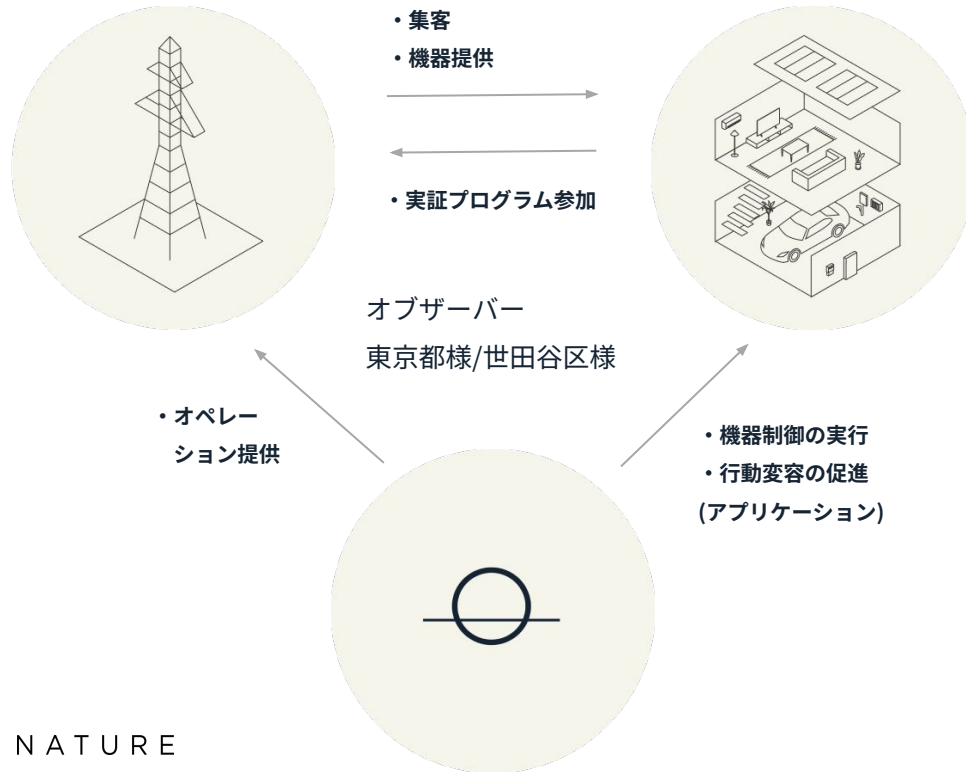 ・集客
・機器提供
・実証プログラム参加
オブザーバー
東京都様/世田谷区様
・オペレー
ション提供
・機器制御の実行
・行動変容の促進
(アプリケーション)
NATURE